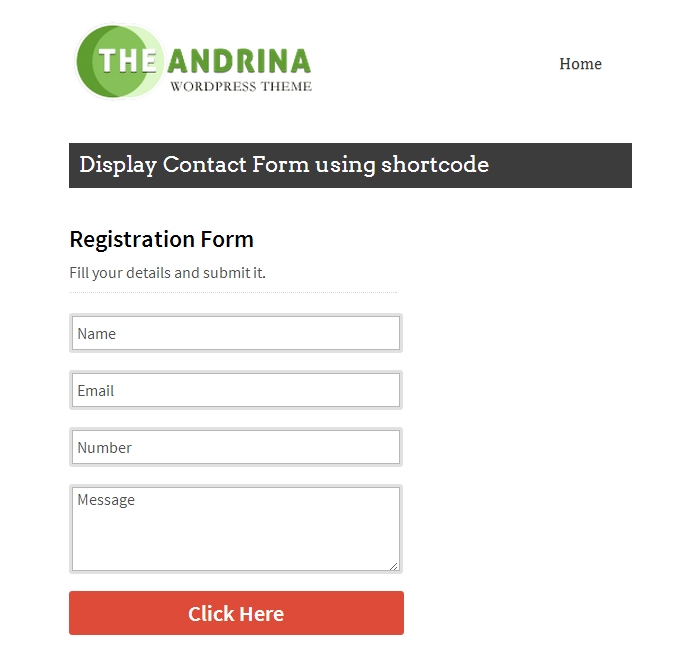 THE ANDRINA
WORDPRESS THEME
Home
Display Contact Form using shortcode
Registration Form
Fill your details and submit it.
Name
Email
Number
Message
Click Here